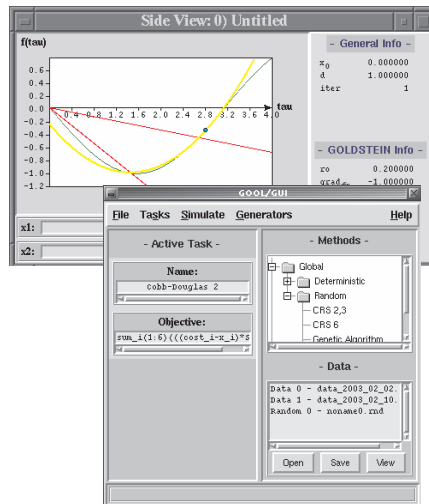 Side View: 0) Untitled
f(tau)
0.6
0.4
0.2
0.0
-0.2
-0.4
-0.6
-0.8
-1.0
-1.2
0.4 0.8 1.2 1.6 2.0 2.4 2.8 3.2 3.6 4.0
tau
- General Info -
x0 0.000000
d 1.000000
iter 1
- GOLDSTEIN Info -
ro 0.200000
grad -1.000000
x1:
x2:
GOOL/GUI
File Tasks Simulate Generators Help
- Active Task -
Name:
Cobb-Douglas 2
Objective:
sum_i(1:6)(((cost_i-x_i)*S
- Methods -
Global
Deterministic
Random
CRS 2,3
CRS 6
Genetic Algorithm
- Data -
Data 0 - data_2003_02_02.
Data 1 - data_2003_02_10.
Random 0 - noname0.rnd
Open Save View